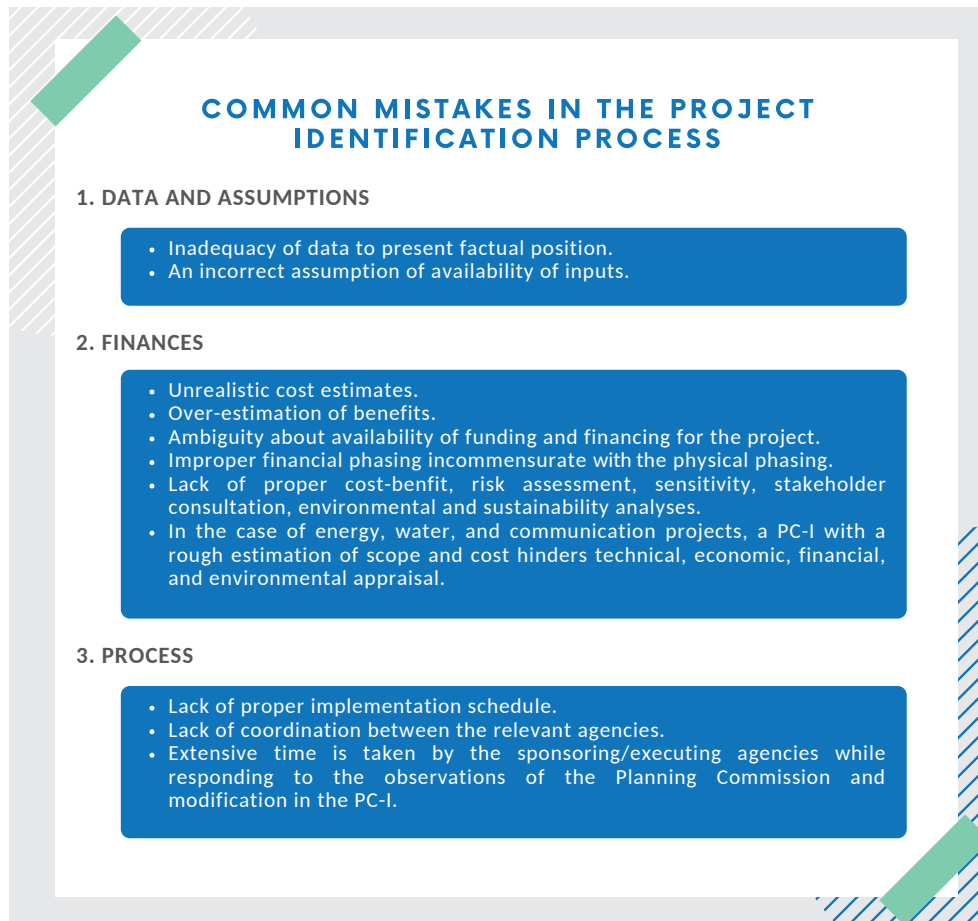 COMMON MISTAKES IN THE PROJECT
IDENTIFICATION PROCESS
1. DATA AND ASSUMPTIONS
• Inadequacy of data to present factual position.
• An incorrect assumption of availability of inputs.
2. FINANCES
• Unrealistic cost estimates.
• Over-estimation of benefits.
• Ambiguity about availability of funding and financing for the project.
• Improper financial phasing incommensurate with the physical phasing.
• Lack of proper cost-benfit, risk assessment, sensitivity, stakeholder
consultation, environmental and sustainability analyses.
• In the case of energy, water, and communication projects, a PC-I with a
rough estimation of scope and cost hinders technical, economic, financial,
and environmental appraisal.
3. PROCESS
• Lack of proper implementation schedule.
• Lack of coordination between the relevant agencies.
• Extensive time is taken by the sponsoring/executing agencies while
responding to the observations of the Planning Commission and
modification in the PC-I.